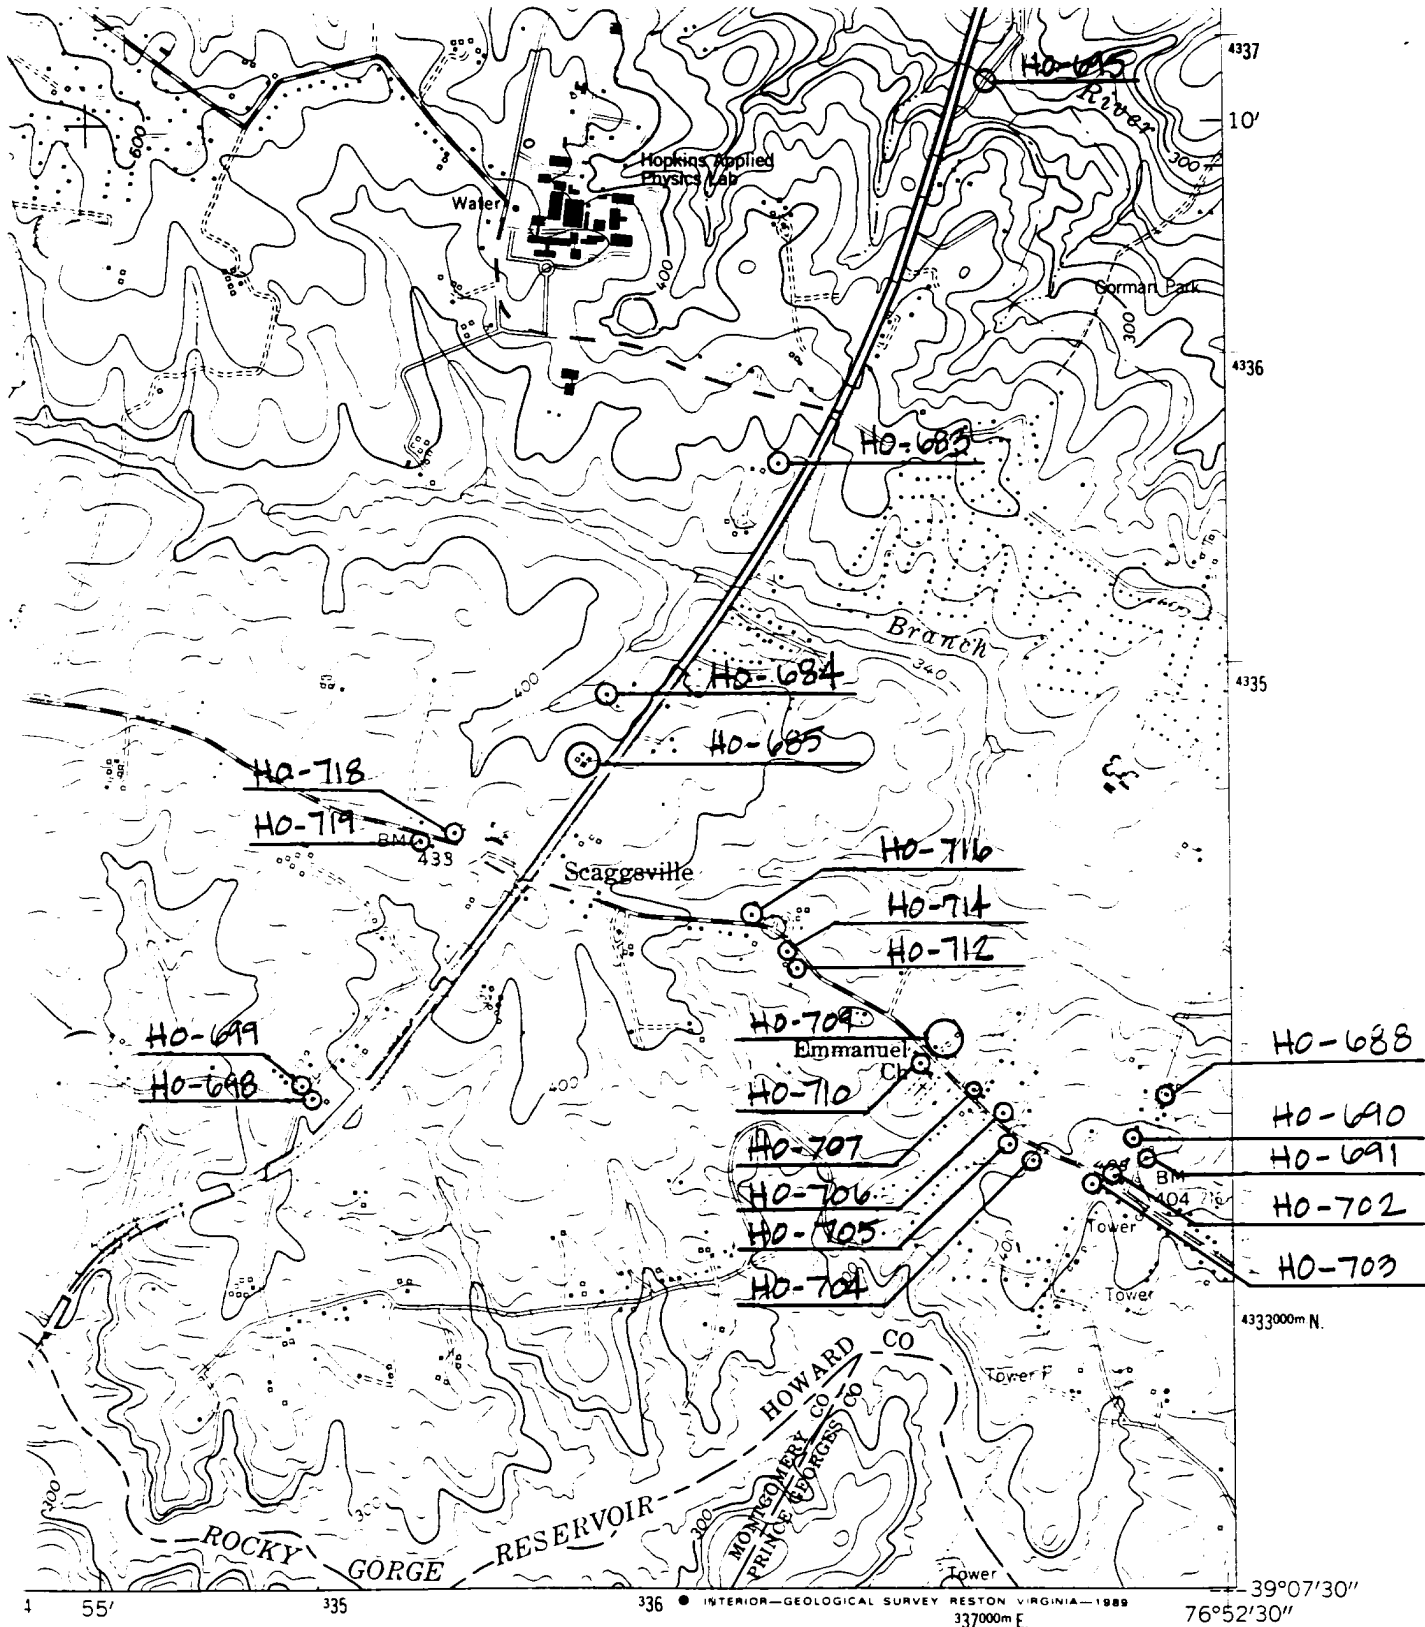 4337
HO-695
River
10'
600
300
Hopkins Applied
Physics Lab
Water
400
Gorman Park
300
4336
HO-683
Branch
340
400
HO-684
4335
HO-685
HO-718
HO-719
BM
433
Scaggsville
HO-716
HO-714
HO-712
HO-699
HO-698
400
HO-709
Emmanuel
Ch
HO-710
HO-707
HO-706
HO-705
HO-704
HO-688
HO-690
HO-691
BM
404
HO-702
Tower
HO-703
Tower
4333000m N.
HOWARD CO
MONTGOMERY CO
PRINCE GEORGES CO
Tower
300
300
300
ROCKY GORGE RESERVOIR
Tower
39°07'30"
55'
335
336
INTERIOR—GEOLOGICAL SURVEY RESTON VIRGINIA—1989
337000m E.
76°52'30"